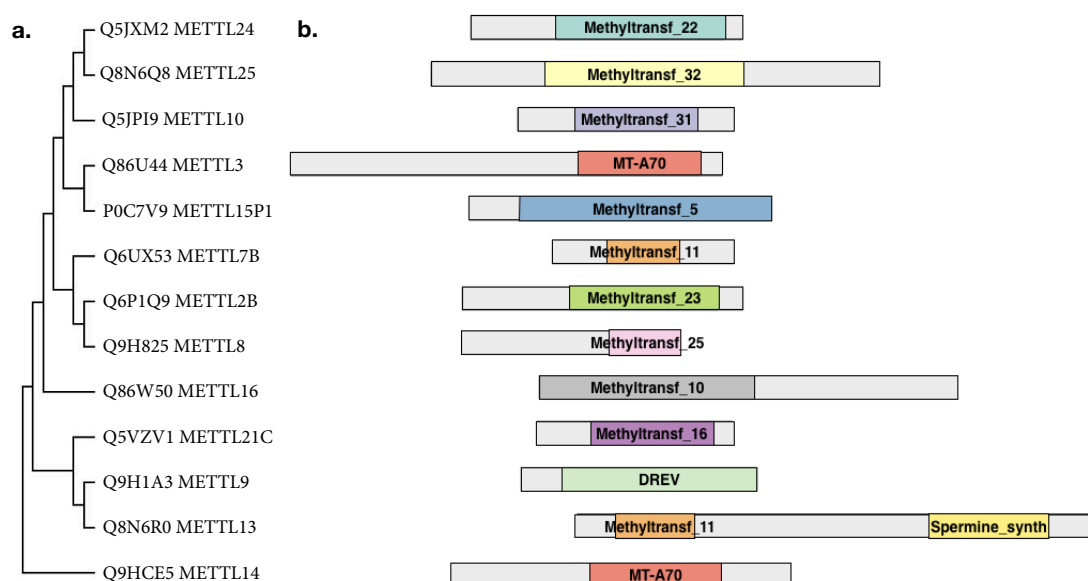 a.
b.
Q5JXM2 METTL24 Methyltransf_22
Q8N6Q8 METTL25 Methyltransf_32
Q5JPI9 METTL10 Methyltransf_31
Q86U44 METTL3 MT-A70
P0C7V9 METTL15P1 Methyltransf_5
Q6UX53 METTL7B Methyltransf_11
Q6P1Q9 METTL2B Methyltransf_23
Q9H825 METTL8 Methyltransf_25
Q86W50 METTL16 Methyltransf_10
Q5VZV1 METTL21C Methyltransf_16
Q9H1A3 METTL9 DREV
Q8N6R0 METTL13 Methyltransf_11 Spermine_synth
Q9HCE5 METTL14 MT-A70